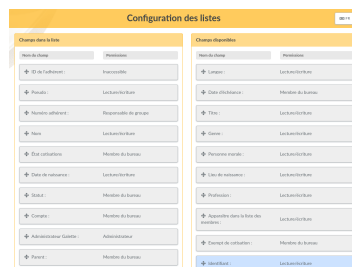 Configuration des listes
Champs dans la liste
Nom du champ Permissions
ID de l'adhérent : Inaccessible
Pseudo : Lecture/écriture
Numéro adhérent : Responsable de groupe
Nom Lecture/écriture
État cotisations Membre du bureau
Date de naissance : Lecture/écriture
Statut : Membre du bureau
Compte : Membre du bureau
Administrateur Galette : Administrateur
Parent : Membre du bureau
Champs disponibles
Nom du champ Permissions
Langue : Lecture/écriture
Date d'échéance : Membre du bureau
Titre : Lecture/écriture
Genre : Lecture/écriture
Personne morale : Lecture/écriture
Lieu de naissance : Lecture/écriture
Profession : Lecture/écriture
Apparaître dans la liste des
membres : Lecture/écriture
Exempt de cotisation : Membre du bureau
Identifiant : Lecture/écriture